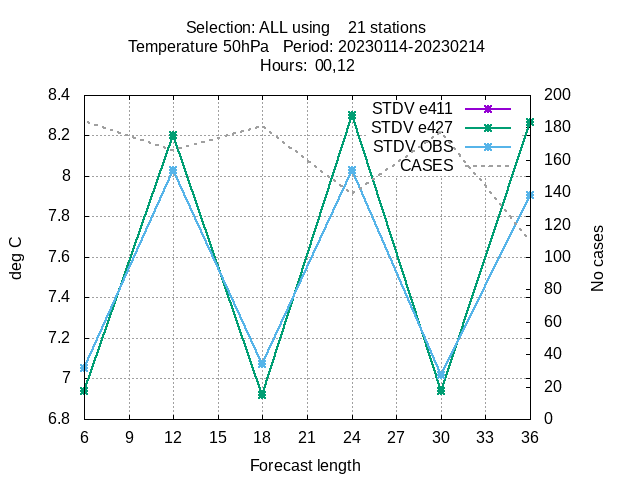 Selection: ALL using    21 stations
Temperature 50hPa   Period: 20230114-20230214
Hours:  00,12
8.4
8.2
8
7.8
7.6
7.4
7.2
7
6.8
deg C
STDV e411
STDV e427
STDV OBS
CASES
200
180
160
140
120
100
80
60
40
20
0
No cases
6 9 12 15 18 21 24 27 30 33 36
Forecast length